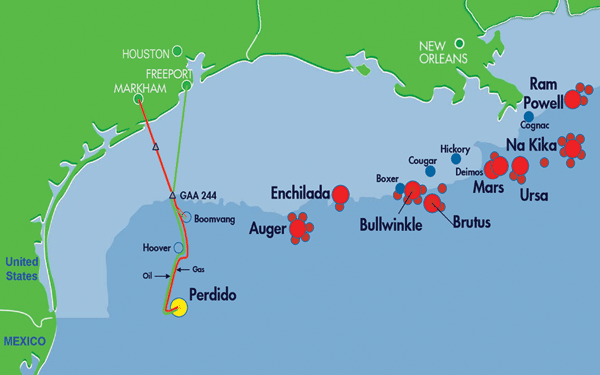 HOUSTON
FREEPORT
MARKHAM
NEW
ORLEANS
Ram
Powell
Cognac
Na Kika
Hickory
Cougar
Deimos
Boxer
Mars
Ursa
GAA 244
Enchilada
Boomvang
Bullwinkle
Brutus
Auger
Hoover
United
States
Oil
Gas
Perdido
MEXICO